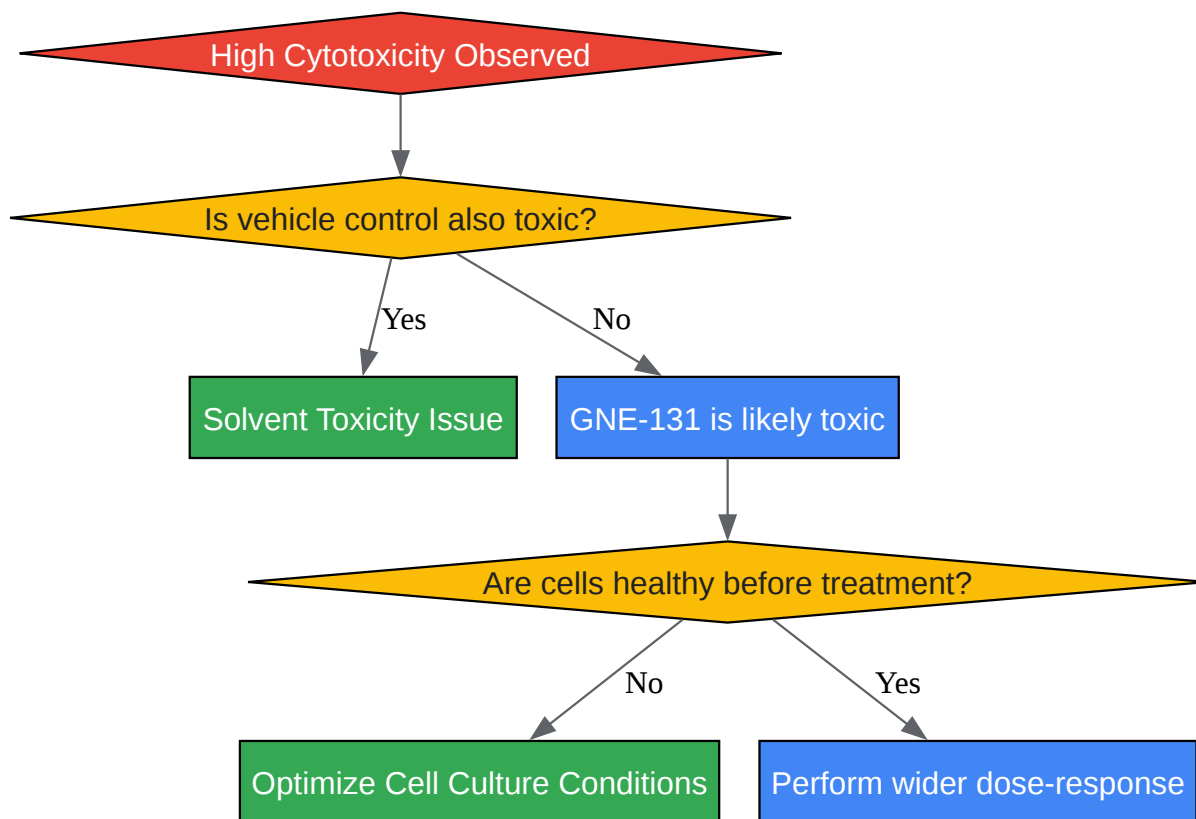 High Cytotoxicity Observed
Is vehicle control also toxic?
Yes
No
Solvent Toxicity Issue
GNE-131 is likely toxic
Are cells healthy before treatment?
No
Yes
Optimize Cell Culture Conditions
Perform wider dose-response